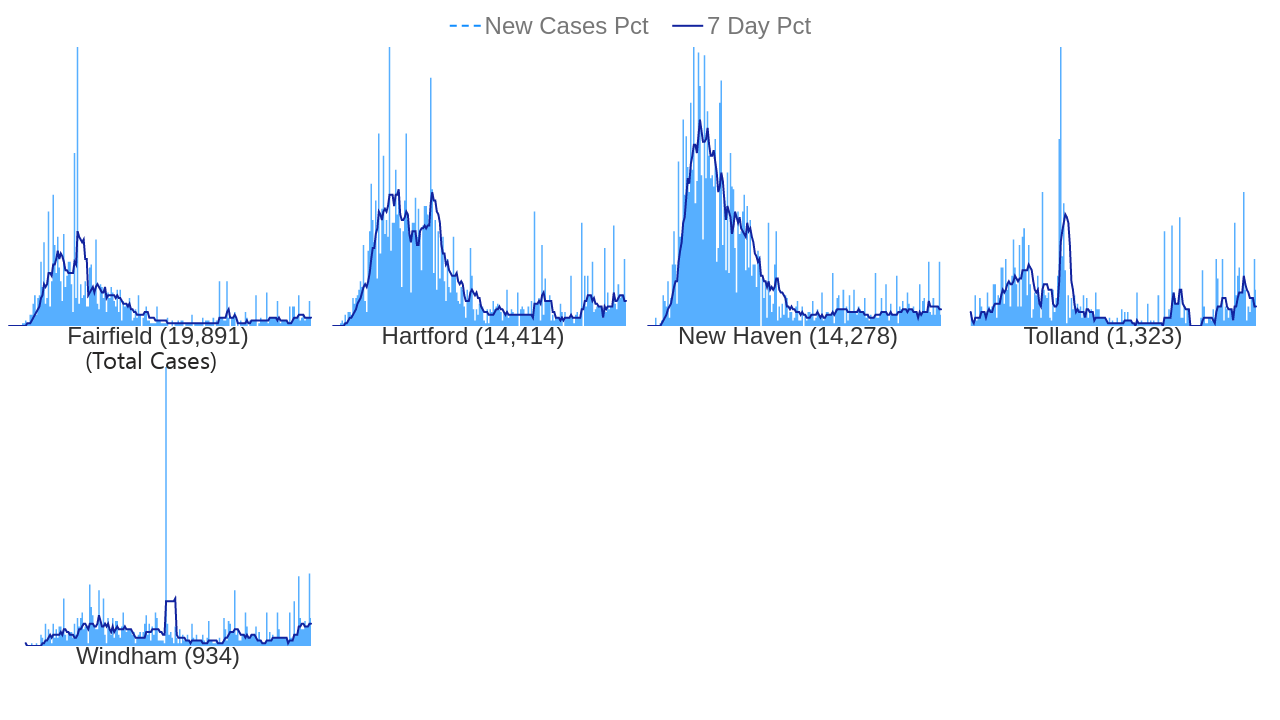 New Cases Pct 7 Day Pct
Fairfield (19,891) Hartford (14,414) New Haven (14,278) Tolland (1,323)
(Total Cases)
Windham (934)